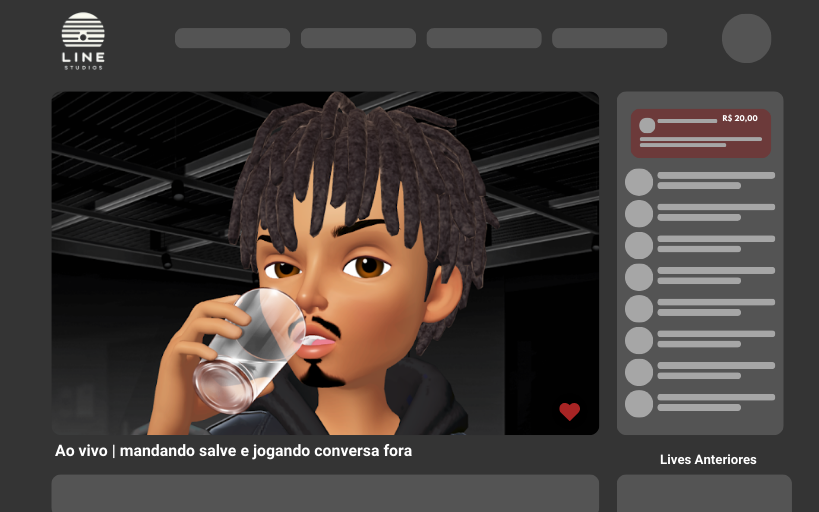 LINE
STUDIOS
R$ 20,00
Ao vivo | mandando salve e jogando conversa fora
Lives Anteriores